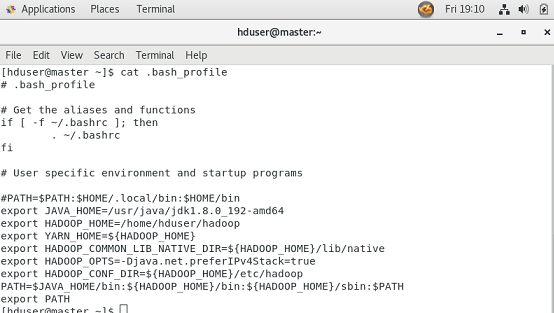 Applications Places Terminal Fri 19:10
hduser@master:~
File Edit View Search Terminal Help
[hduser@master ~]$ cat .bash_profile
# .bash_profile
# Get the aliases and functions
if [ -f ~/.bashrc ]; then
. ~/.bashrc
fi
# User specific environment and startup programs
#PATH=$PATH:$HOME/.local/bin:$HOME/bin
export JAVA_HOME=/usr/java/jdk1.8.0_192-amd64
export HADOOP_HOME=/home/hduser/hadoop
export YARN_HOME=${HADOOP_HOME}
export HADOOP_COMMON_LIB_NATIVE_DIR=${HADOOP_HOME}/lib/native
export HADOOP_OPTS=-Djava.net.preferIPv4Stack=true
export HADOOP_CONF_DIR=${HADOOP_HOME}/etc/hadoop
PATH=$JAVA_HOME/bin:${HADOOP_HOME}/bin:${HADOOP_HOME}/sbin:$PATH
export PATH
[hduser@master ~]$